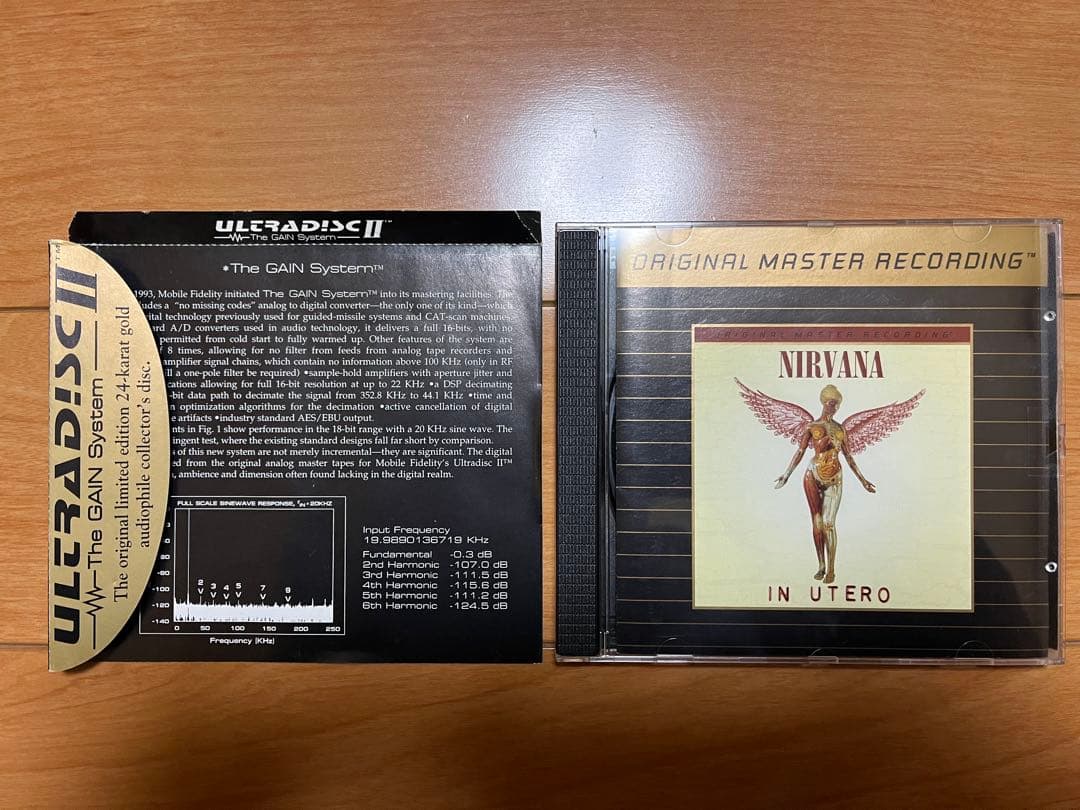 ULTRADISC II™
The GAIN System
*The GAIN System™
1993, Mobile Fidelity initiated The GAIN System™ into its mastering facilities. The
a "no missing codes" analog to digital converter—the only one of its kind—which
technology previously used for guided-missile systems and CAT-scan machines.
A/D converters used in audio technology, it delivers a full 16-bits, with no
permitted from cold start to fully warmed up. Other features of the system are
8 times, allowing for no filter from feeds from analog tape recorders and
amplifier signal chains, which contain no information above 100 KHz (only in RF
a one-pole filter be required) •sample-hold amplifiers with aperture jitter and
allowing for full 16-bit resolution at up to 22 KHz •a DSP decimating
-bit data path to decimate the signal from 352.8 KHz to 44.1 KHz •time and
optimization algorithms for the decimation •active cancellation of digital
artifacts •industry standard AES/EBU output.
in Fig. 1 show performance in the 18-bit range with a 20 KHz sine wave. The
test, where the existing standard designs fall far short by comparison.
of this new system are not merely incremental—they are significant. The digital
from the original analog master tapes for Mobile Fidelity's Ultradisc II™
, ambience and dimension often found lacking in the digital realm.
ULTRADISC II™
The GAIN System
The original limited edition 24-karat gold
audiophile collector's disc.
FULL SCALE SINEWAVE RESPONSE, fIN=20KHZ
2 3 4 5 7 9
-60
-80
-100
-120
-140
0 50 100 150 200 250
Frequency (KHz)
Input Frequency
19.9890136719 KHz
Fundamental -0.3 dB
2nd Harmonic -107.0 dB
3rd Harmonic -111.5 dB
4th Harmonic -115.6 dB
5th Harmonic -111.2 dB
6th Harmonic -124.5 dB
ORIGINAL MASTER RECORDING™
ORIGINAL MASTER RECORDING
NIRVANA
IN UTERO